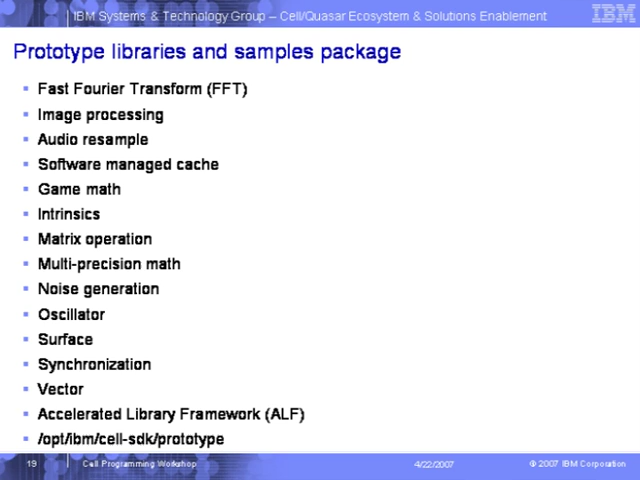 IBM Systems & Technology Group – Cell/Quasar Ecosystem & Solutions Enablement
IBM
Prototype libraries and samples package
Fast Fourier Transform (FFT)
Image processing
Audio resample
Software managed cache
Game math
Intrinsics
Matrix operation
Multi-precision math
Noise generation
Oscillator
Surface
Synchronization
Vector
Accelerated Library Framework (ALF)
/opt/ibm/cell-sdk/prototype
19 Cell Programming Workshop 4/22/2007 © 2007 IBM Corporation